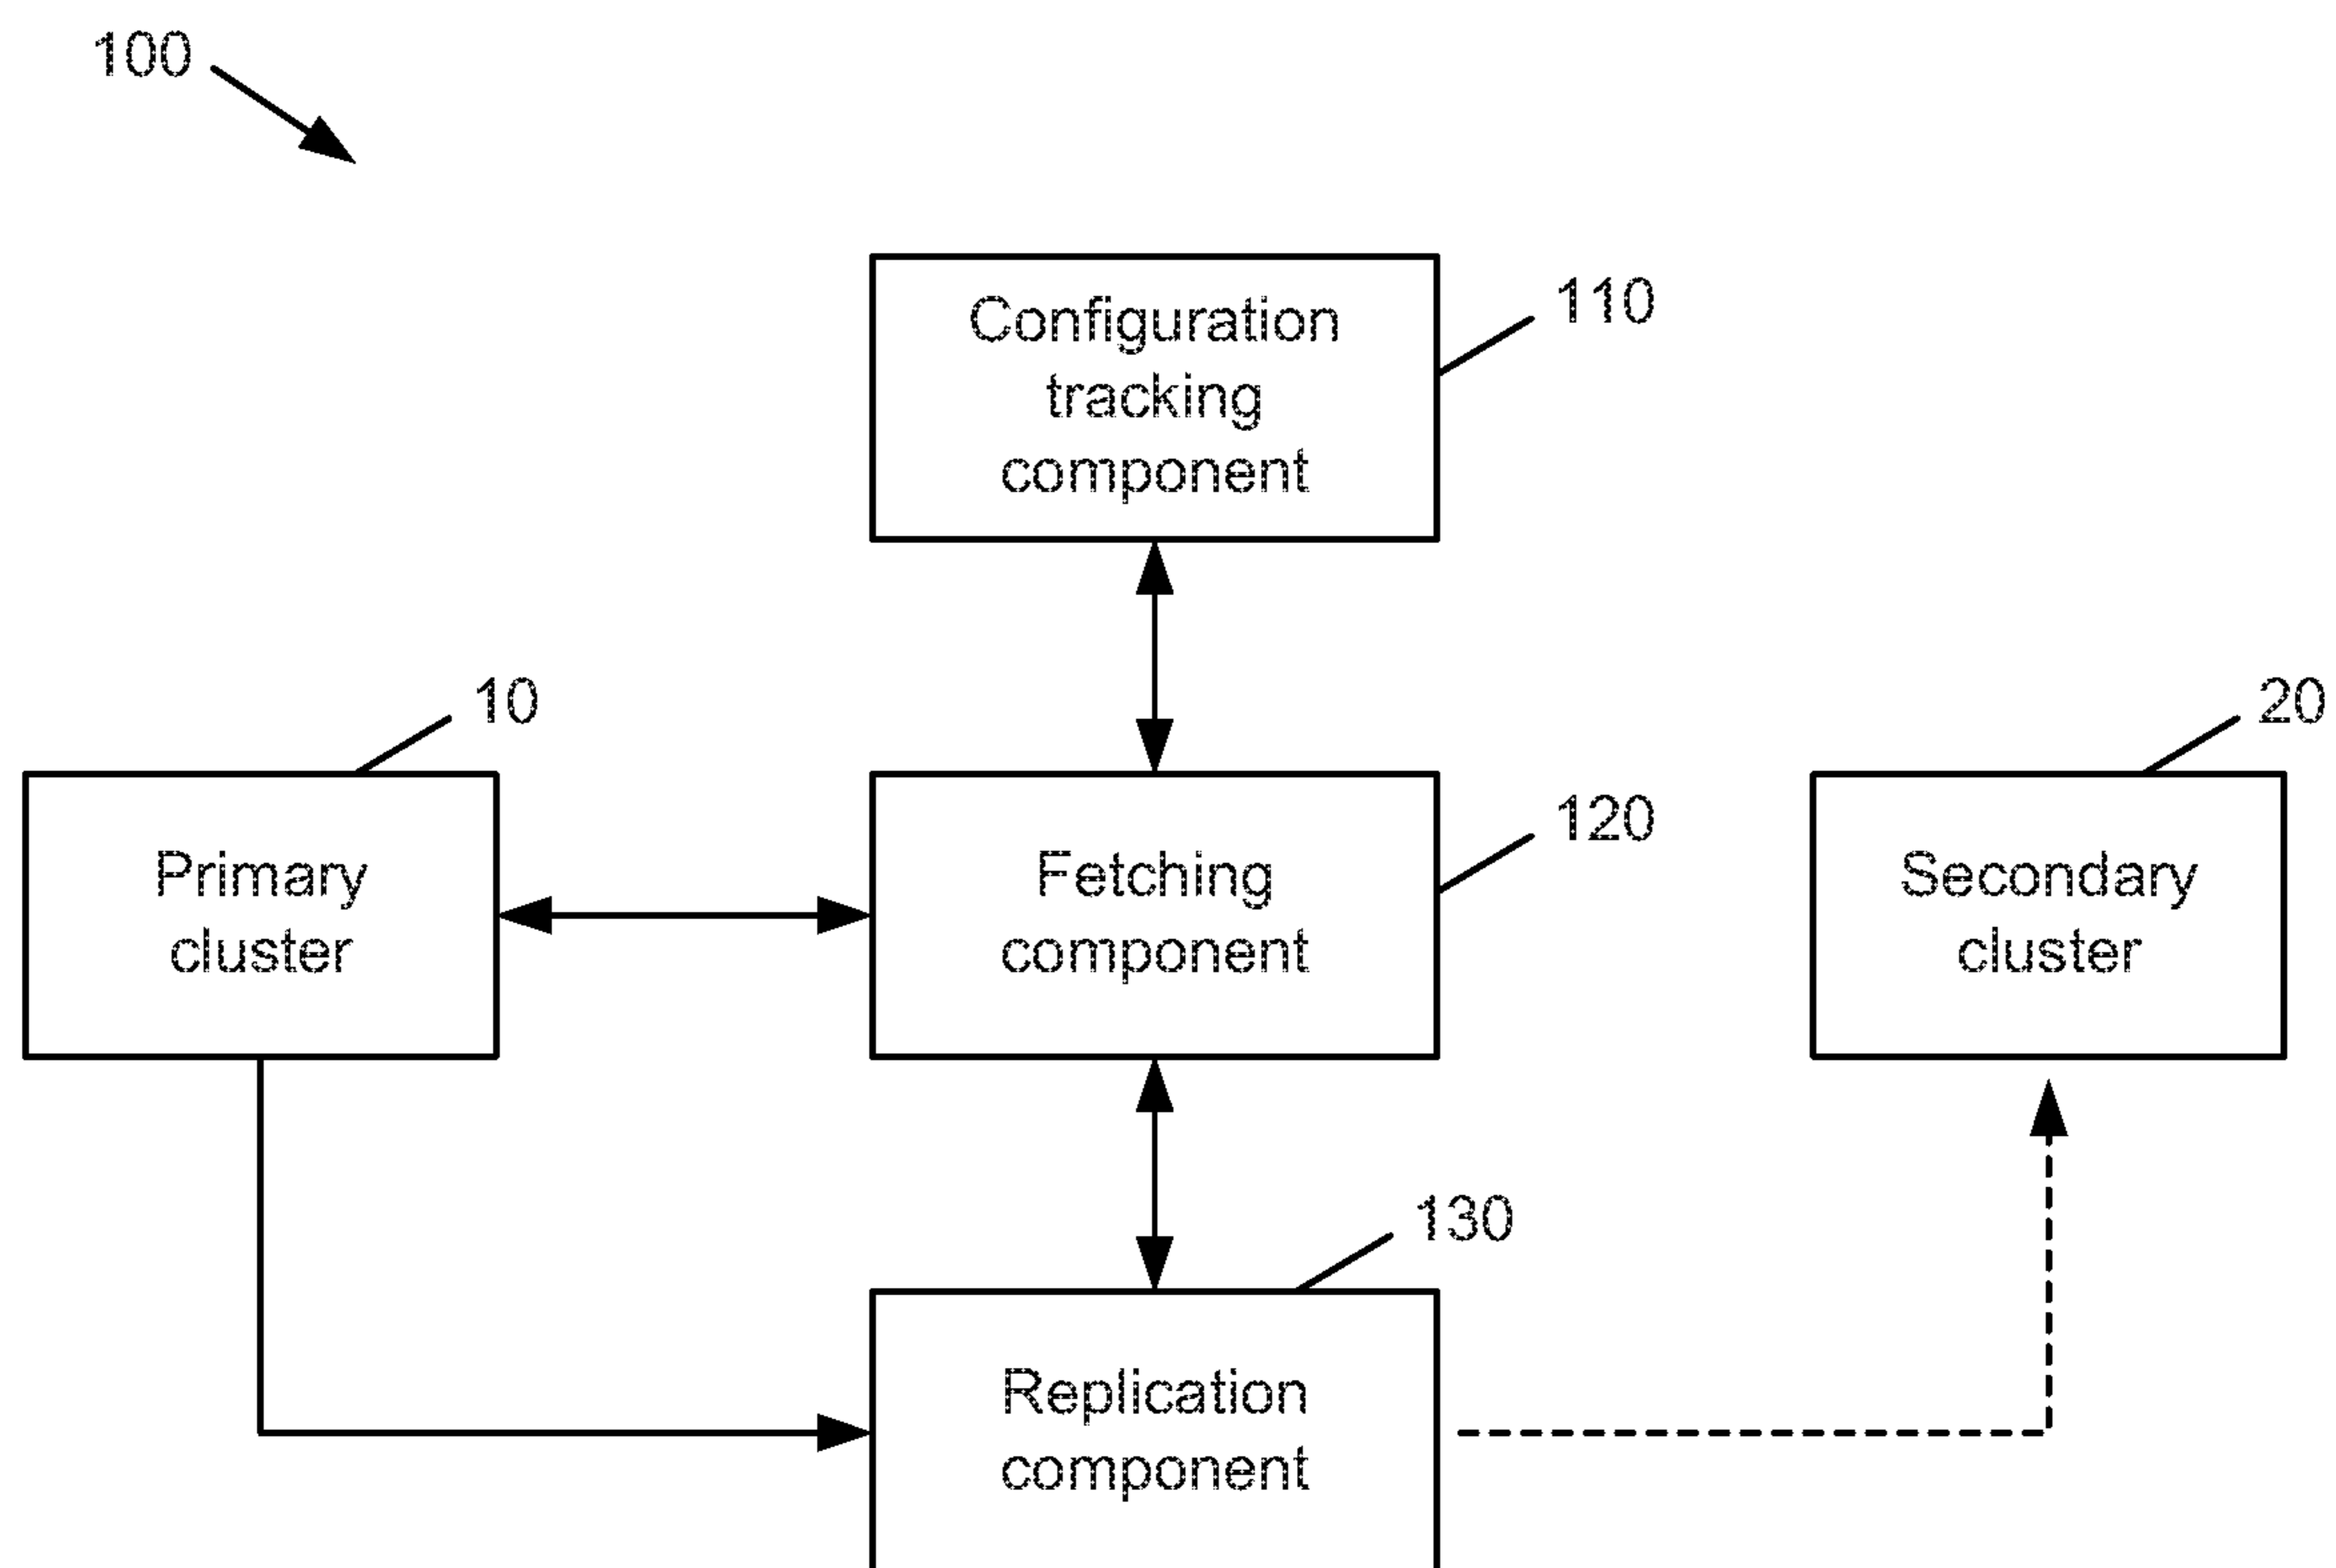 100
Configuration
tracking
component
110
10
20
Primary
cluster
Fetching
component
120
Secondary
cluster
130
Replication
component